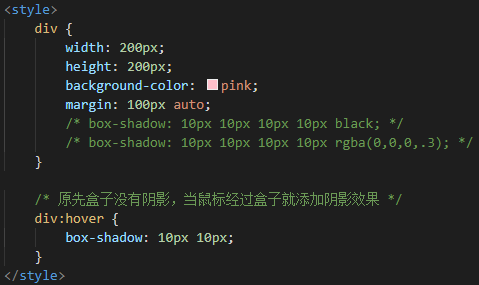 <style>
div {
width: 200px;
height: 200px;
background-color: pink;
margin: 100px auto;
/* box-shadow: 10px 10px 10px 10px black; */
/* box-shadow: 10px 10px 10px 10px rgba(0,0,0,.3); */
}
/* 原先盒子没有阴影，当鼠标经过盒子就添加阴影效果 */
div:hover {
box-shadow: 10px 10px;
}
</style>